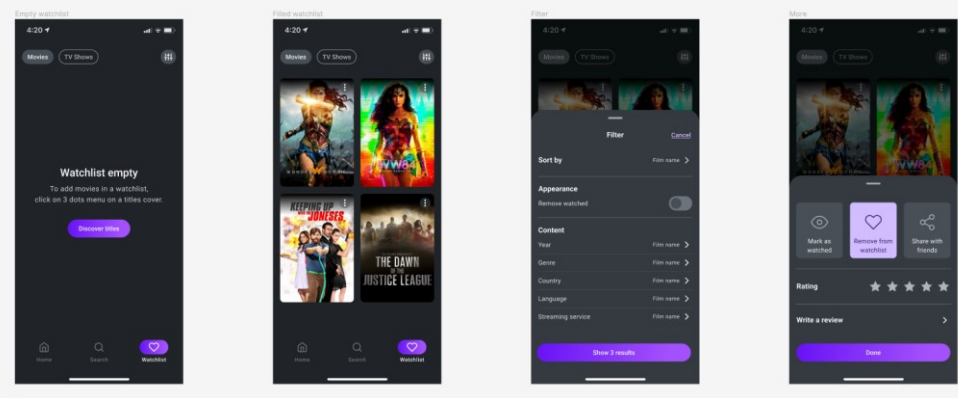 Empty watchlist
4:20
Movies
TV Shows
Watchlist empty
To add movies in a watchlist,
click on 3 dots menu on a titles cover.
Discover titles
Home
Search
Watchlist
Filled watchlist
4:20
Movies
TV Shows
WW84
KEEPING UP
WITH THE JONESES
THE DAWN
OF THE
JUSTICE LEAGUE
Home
Search
Watchlist
Filter
4:20
Movies
TV Shows
Filter
Cancel
Sort by
Film name
Appearance
Remove watched
Content
Year
Film name
Genre
Film name
Country
Film name
Language
Film name
Streaming service
Film name
Show 3 results
More
4:20
Movies
TV Shows
Mark as
watched
Remove from
watchlist
Share with
friends
Rating
Write a review
Done